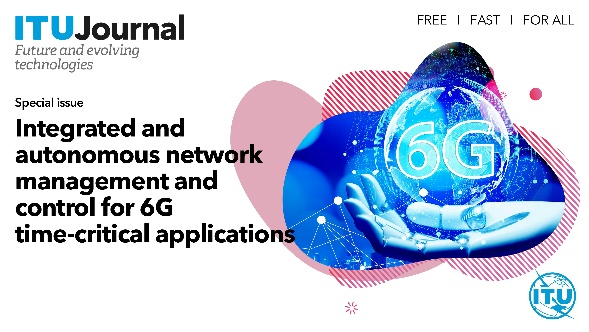 ITUJournal
Future and evolving
technologies
FREE | FAST | FOR ALL
Special issue
Integrated and
autonomous network
management and
control for 6G
time-critical applications
6G
ITU